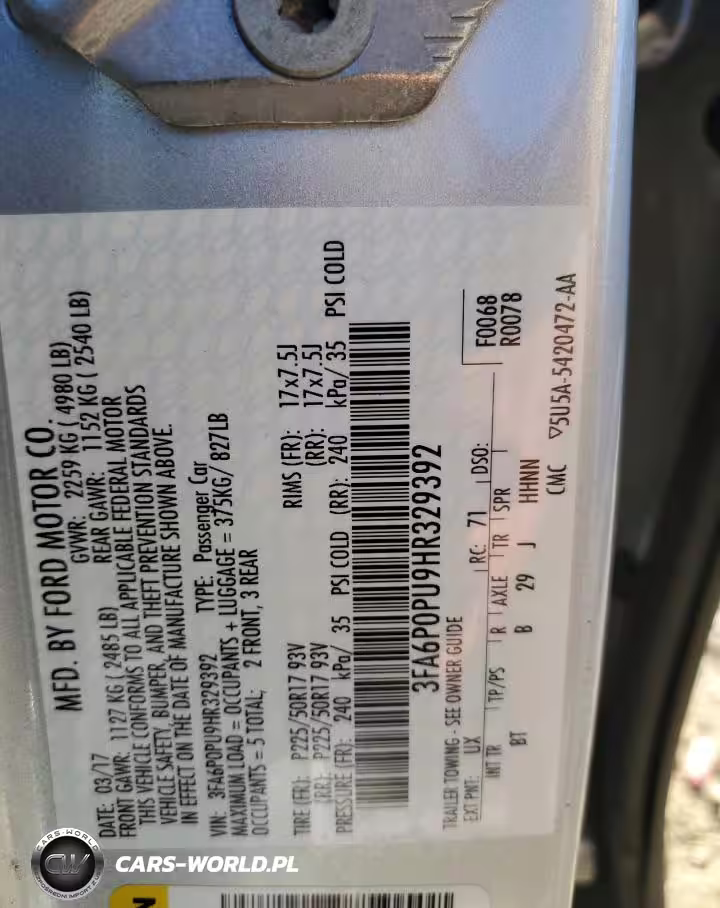 MFD. BY FORD MOTOR CO.
DATE: 03/17 GVWR: 2259 KG ( 4980 LB)
FRONT GAWR: 1127 KG ( 2485 LB) REAR GAWR: 1152 KG ( 2540 LB)
THIS VEHICLE CONFORMS TO ALL APPLICABLE FEDERAL MOTOR
VEHICLE SAFETY, BUMPER, AND THEFT PREVENTION STANDARDS
IN EFFECT ON THE DATE OF MANUFACTURE SHOWN ABOVE.
VIN: 3FA6P0PU9HR329392 TYPE: Passenger Car
MAXIMUM LOAD = OCCUPANTS + LUGGAGE = 375KG/ 827LB
OCCUPANTS = 5 TOTAL; 2 FRONT, 3 REAR
TIRE (FR): P225/50R17 93V RIMS (FR): 17x7.5J
(RR): P225/50R17 93V (RR): 17x7.5J
PRESSURE (FR): 240 kPa/ 35 PSI COLD (RR): 240 kPa/ 35 PSI COLD
3FA6P0PU9HR329392
TRAILER TOWING - SEE OWNER GUIDE
F0068
EXT PNT: UX RC: 71 DSO: R0078
INT TR TP/PS R AXLE TR SPR
BT B 29 J HHNN
CMC ▽5U5A-5420472-AA
N
CARS-WORLD
CW
BEZPOŚREDNI IMPORT Z USA
CARS-WORLD.PL